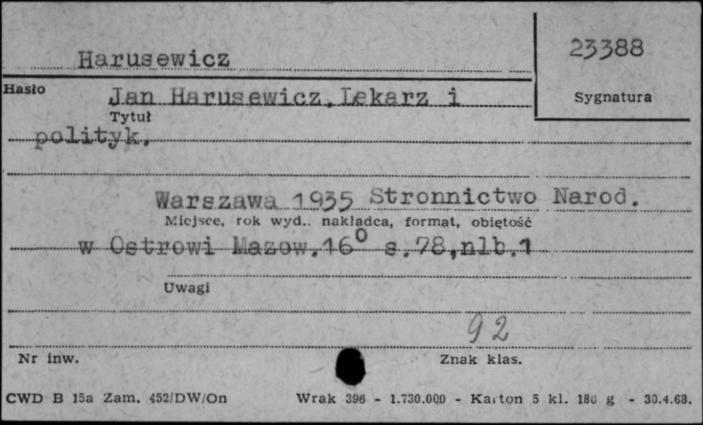 Harusewicz
23388
Hasło
Sygnatura
Jan Harusewicz.Lekarz i
Tytuł
polityk.
Warszawa 1935 Stronnictwo Narod.
Miejsce, rok wyd.. nakładca, format, obiętość
w Ostrowi Mazow.16° s.78,nlb.1
Uwagi
92
Nr inw.
Znak klas.
CWD B 15a Zam. 452/DW/On Wrak 396 - 1.730.000 - Karton 5 kl. 180 g - 30.4.68.